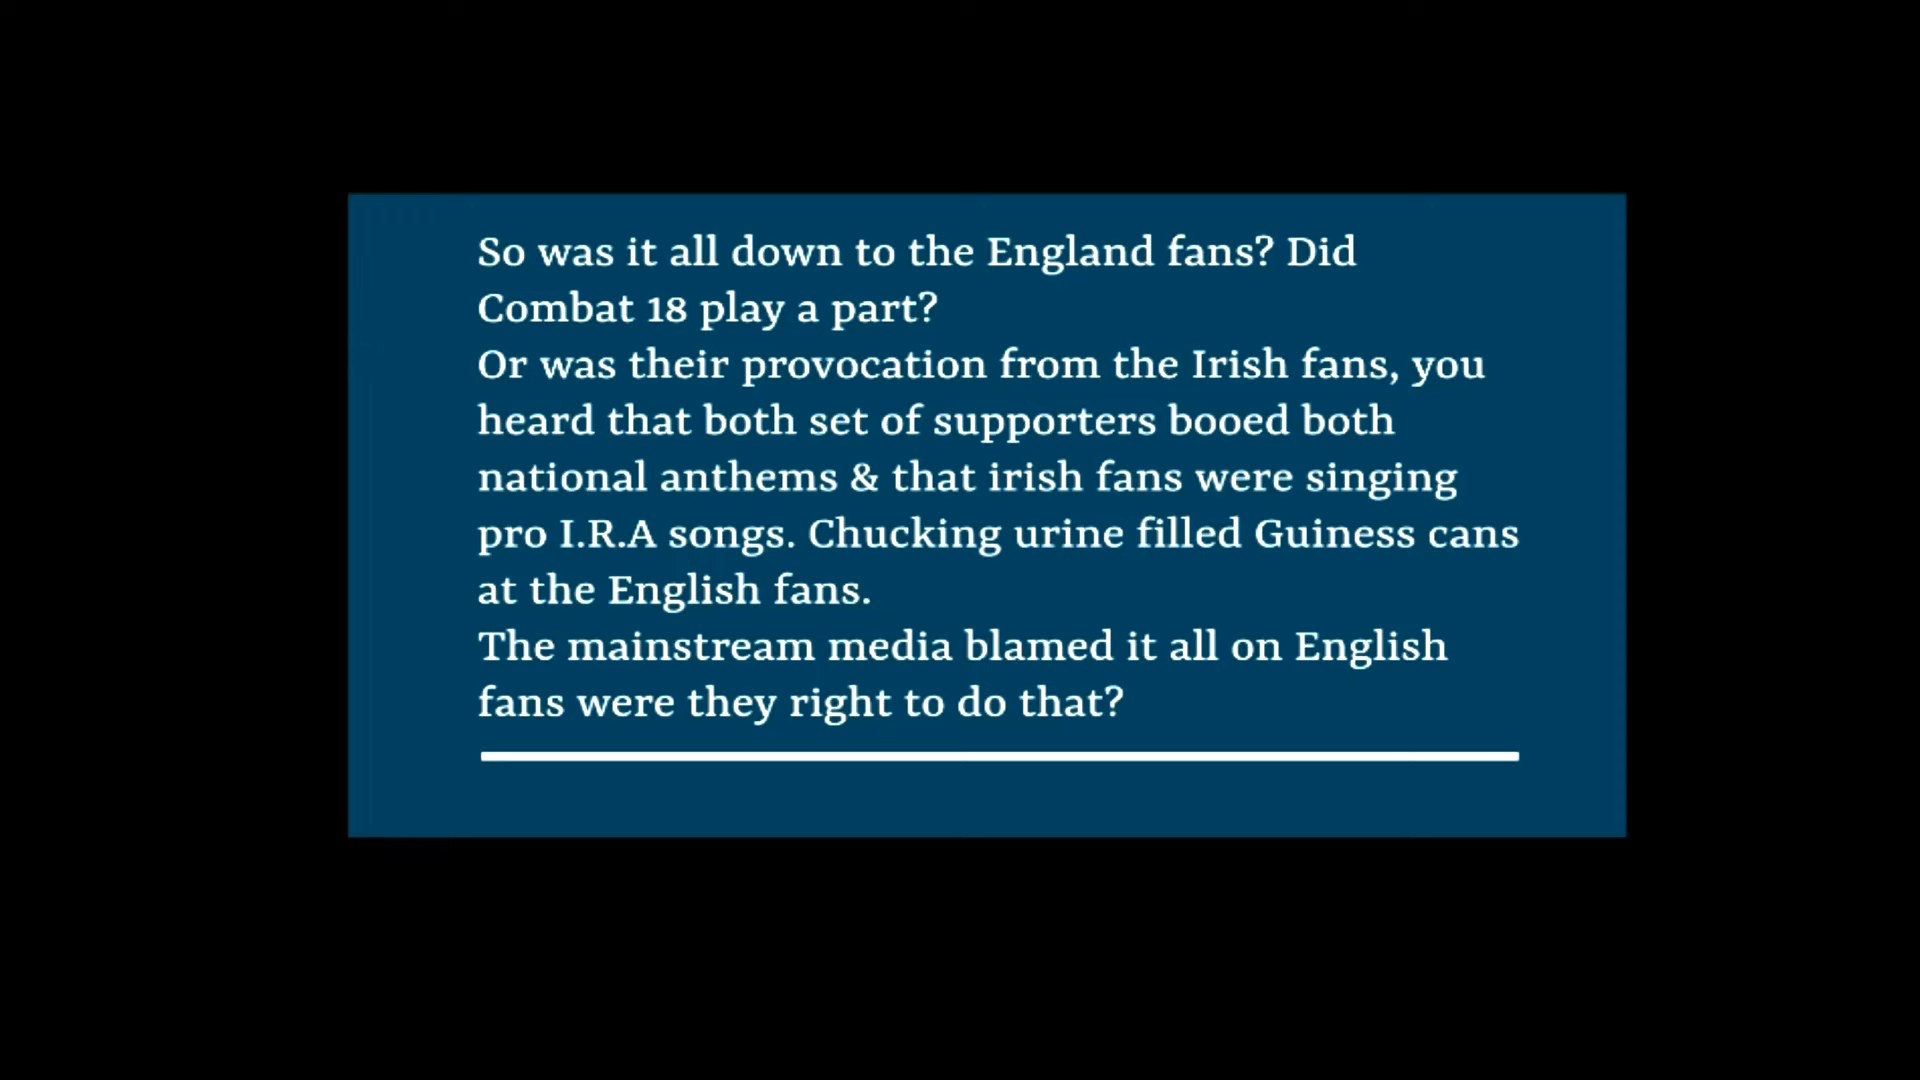 So was it all down to the England fans? Did
Combat 18 play a part?
Or was their provocation from the Irish fans, you
heard that both set of supporters booed both
national anthems & that irish fans were singing
pro I.R.A songs. Chucking urine filled Guiness cans
at the English fans.
The mainstream media blamed it all on English
fans were they right to do that?